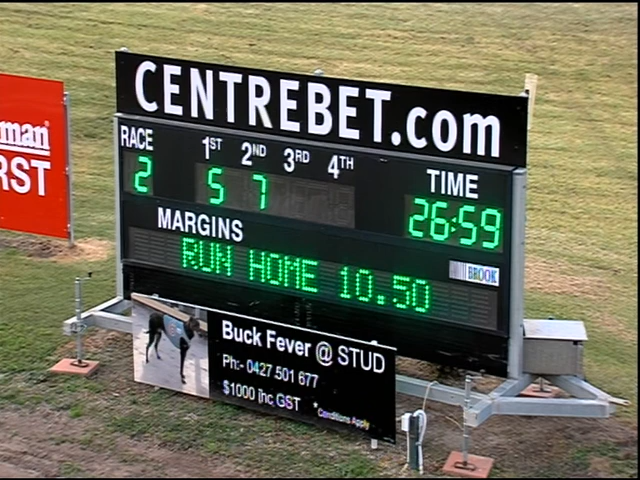 CENTREBET.com
RACE 1ST 2ND 3RD 4TH TIME
2 5 7 26:59
MARGINS
RUN HOME 10.50
BROOK
man
RST
Buck Fever @ STUD
Ph:- 0427 501 677
$1000 inc GST *Conditions Apply